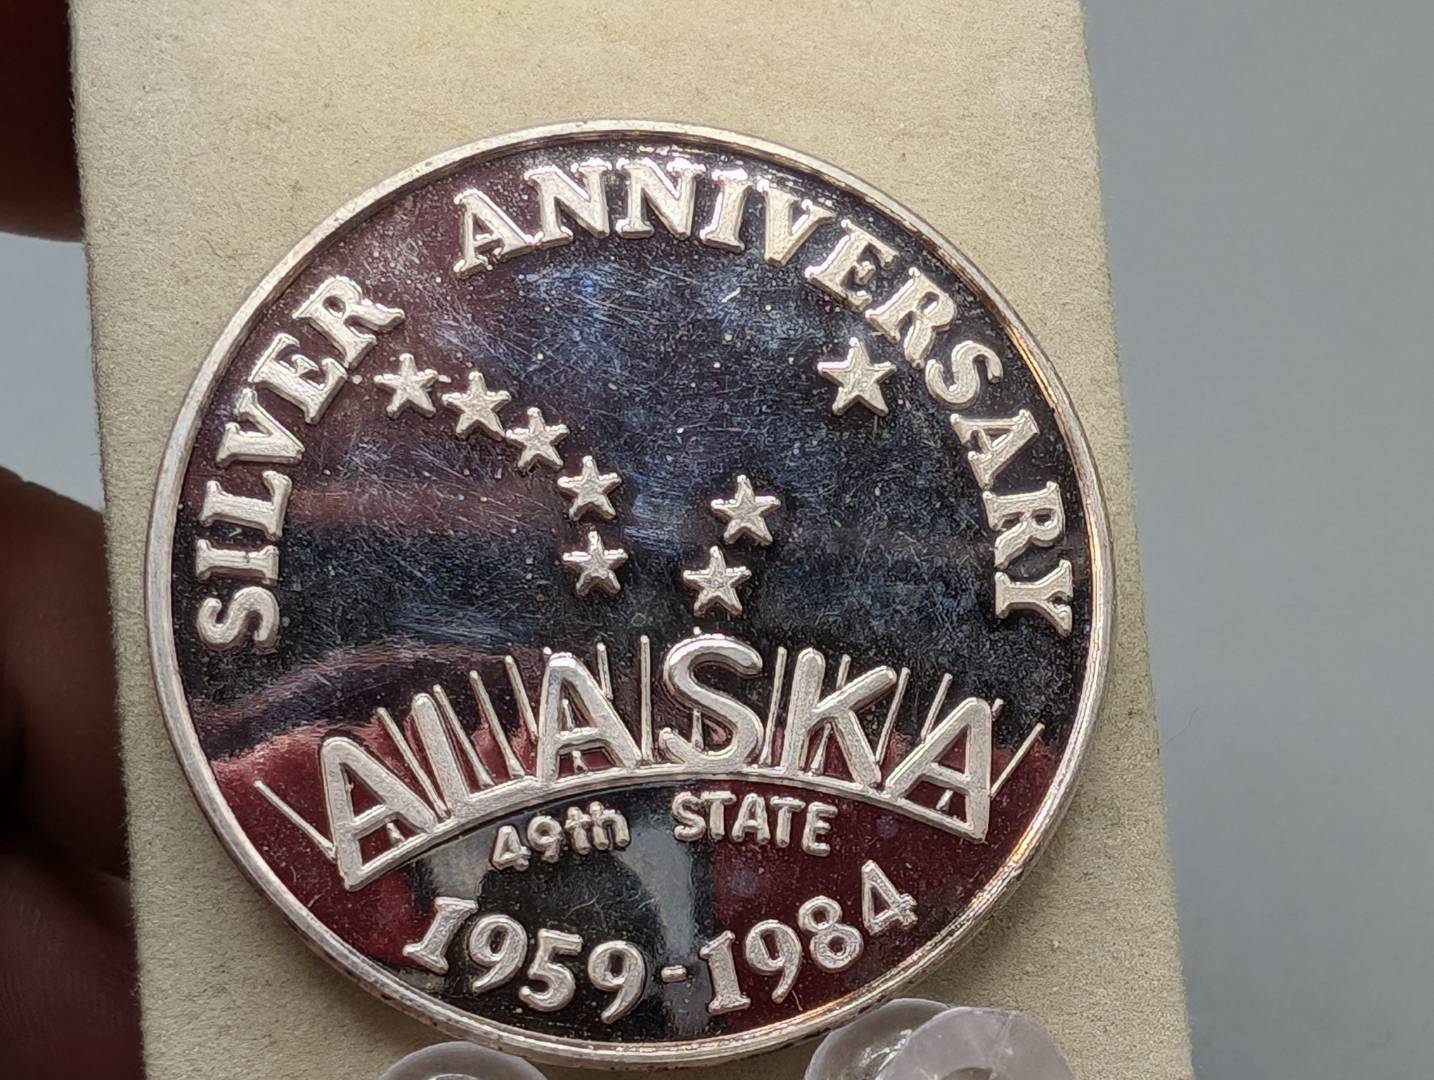 SILVER ANNIVERSARY
ALASKA
49th STATE
1959-1984